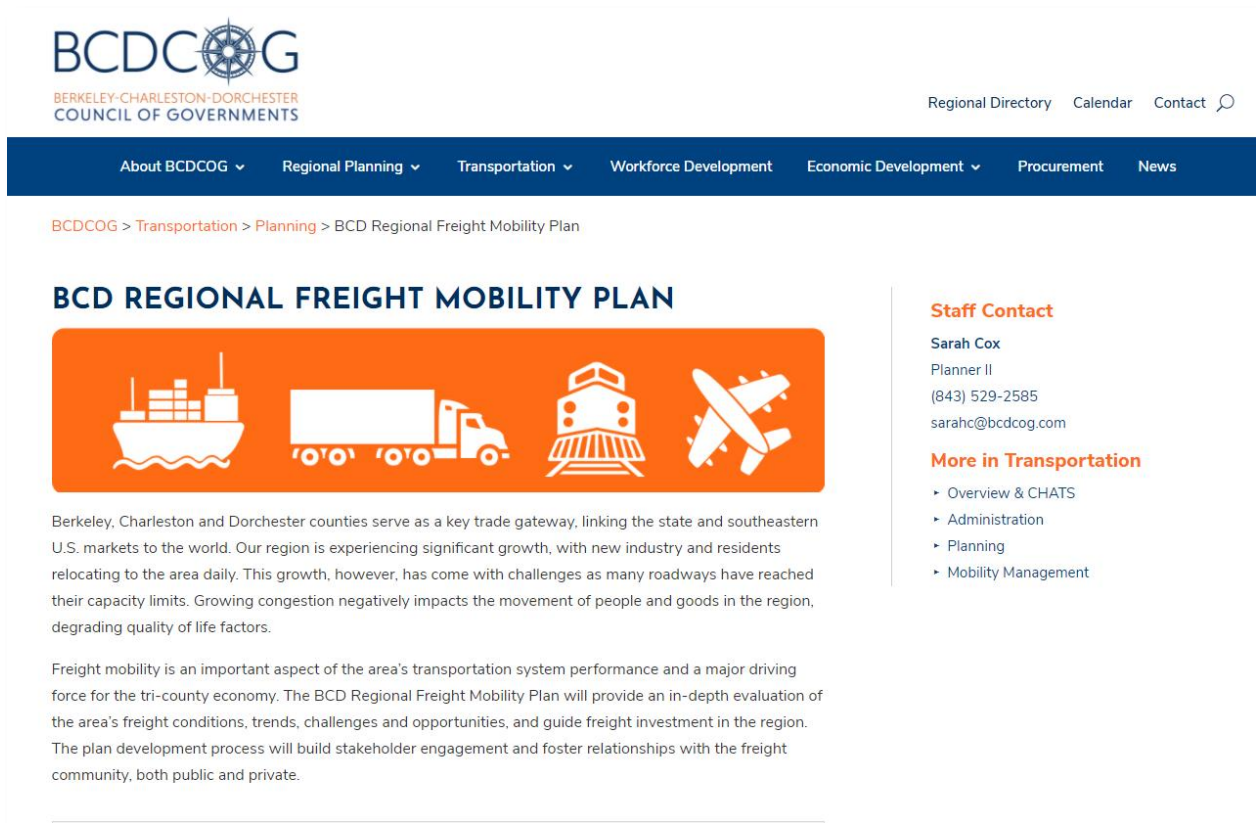 BCDCOG
BERKELEY-CHARLESTON-DORCHESTER
COUNCIL OF GOVERNMENTS
Regional Directory Calendar Contact
About BCDCOG Regional Planning Transportation Workforce Development Economic Development Procurement News
BCDCOG > Transportation > Planning > BCD Regional Freight Mobility Plan
BCD REGIONAL FREIGHT MOBILITY PLAN
Berkeley, Charleston and Dorchester counties serve as a key trade gateway, linking the state and southeastern
U.S. markets to the world. Our region is experiencing significant growth, with new industry and residents
relocating to the area daily. This growth, however, has come with challenges as many roadways have reached
their capacity limits. Growing congestion negatively impacts the movement of people and goods in the region,
degrading quality of life factors.
Freight mobility is an important aspect of the area's transportation system performance and a major driving
force for the tri-county economy. The BCD Regional Freight Mobility Plan will provide an in-depth evaluation of
the area's freight conditions, trends, challenges and opportunities, and guide freight investment in the region.
The plan development process will build stakeholder engagement and foster relationships with the freight
community, both public and private.
Staff Contact
Sarah Cox
Planner II
(843) 529-2585
sarahc@bcdcog.com
More in Transportation
Overview & CHATS
Administration
Planning
Mobility Management